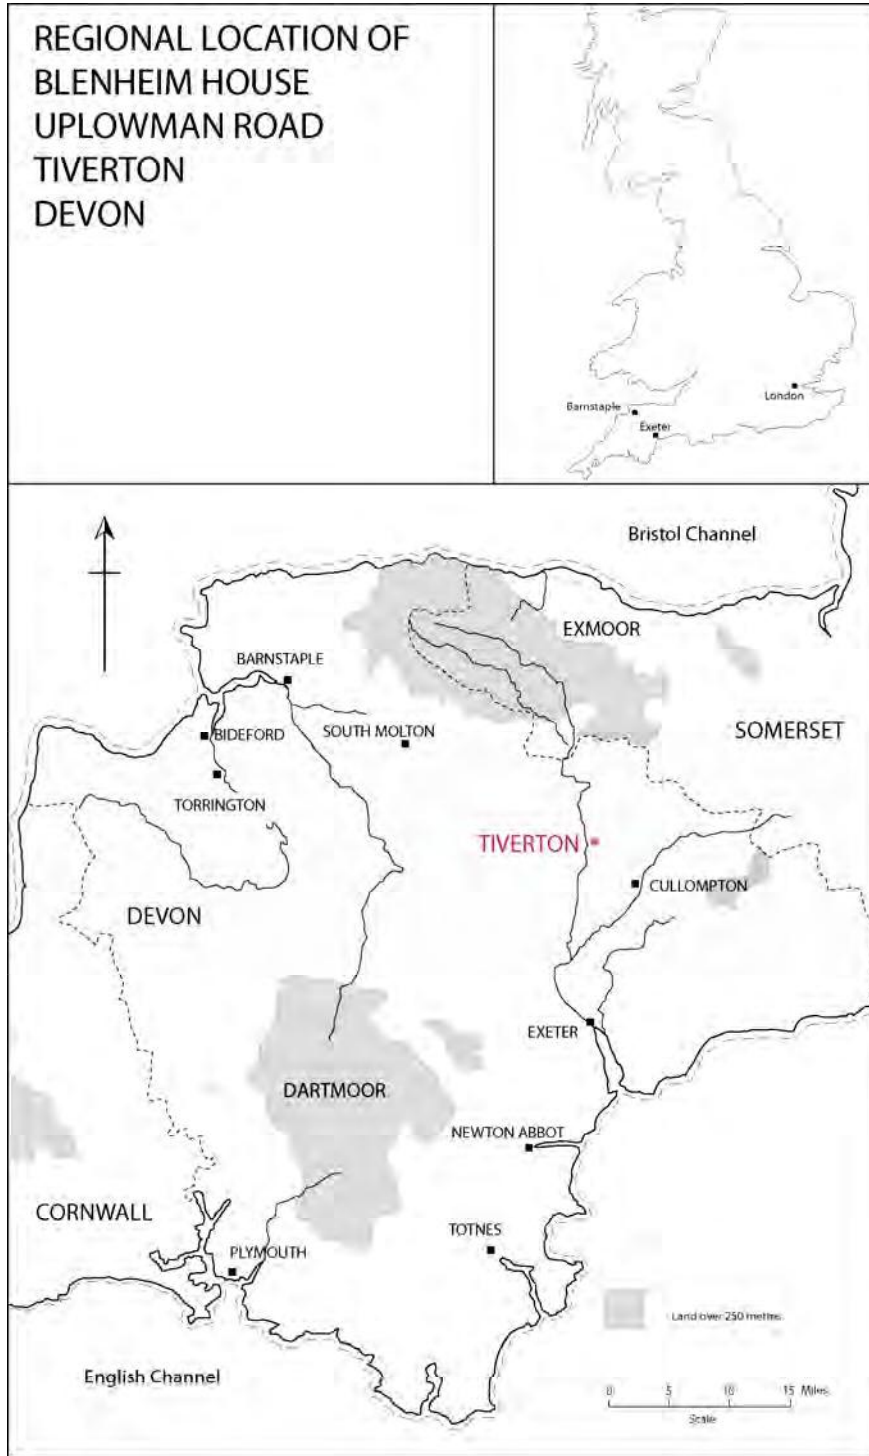 REGIONAL LOCATION OF
BLENHEIM HOUSE
UPLOWMAN ROAD
TIVERTON
DEVON
London
Barnstaple
Exeter
Bristol Channel
EXMOOR
BARNSTAPLE
SOUTH MOLTON
SOMERSET
BIDEFORD
TORRINGTON
TIVERTON
CULLOMPTON
DEVON
EXETER
DARTMOOR
NEWTON ABBOT
CORNWALL
TOTNES
PLYMOUTH
Land over 250 metres
English Channel
0 5 10 15 Miles
Scale